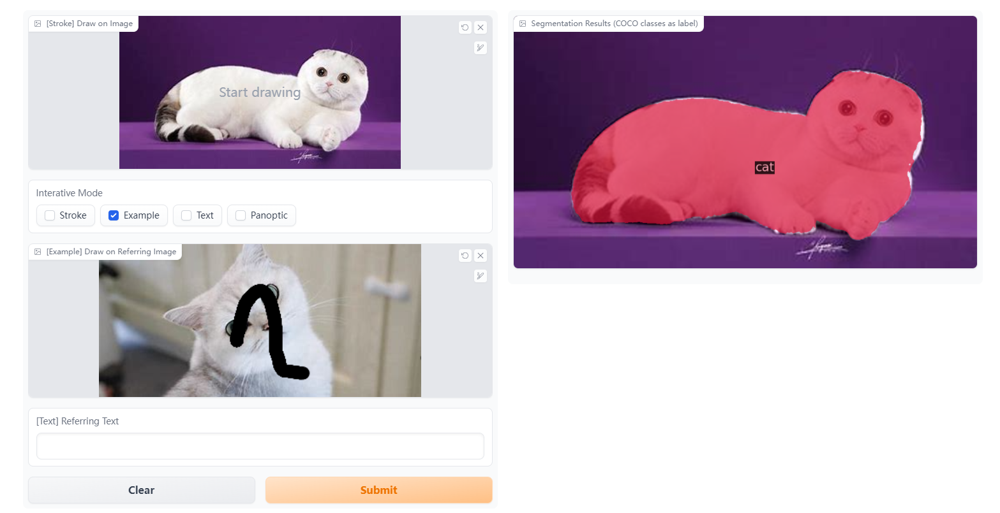 [Stroke] Draw on Image
Start drawing
Interative Mode
Stroke
Example
Text
Panoptic
[Example] Draw on Referring Image
[Text] Referring Text
Clear
Submit
Segmentation Results (COCO classes as label)
cat